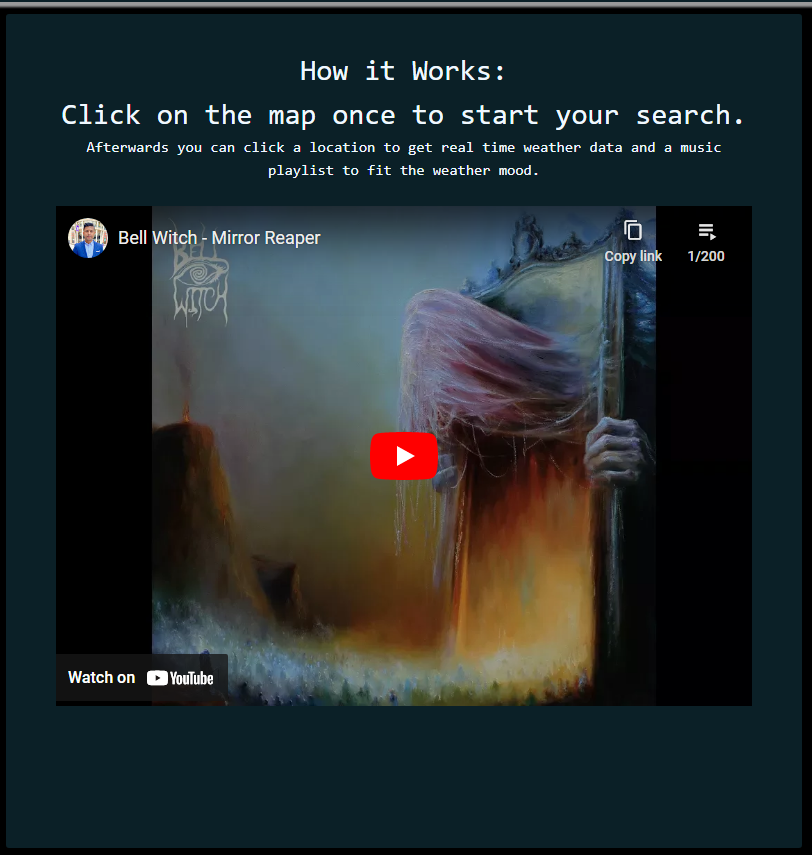 How it Works:
Click on the map once to start your search.
Afterwards you can click a location to get real time weather data and a music
playlist to fit the weather mood.
Bell Witch - Mirror Reaper
Copy link
1/200
BELL
WITCH
Watch on YouTube